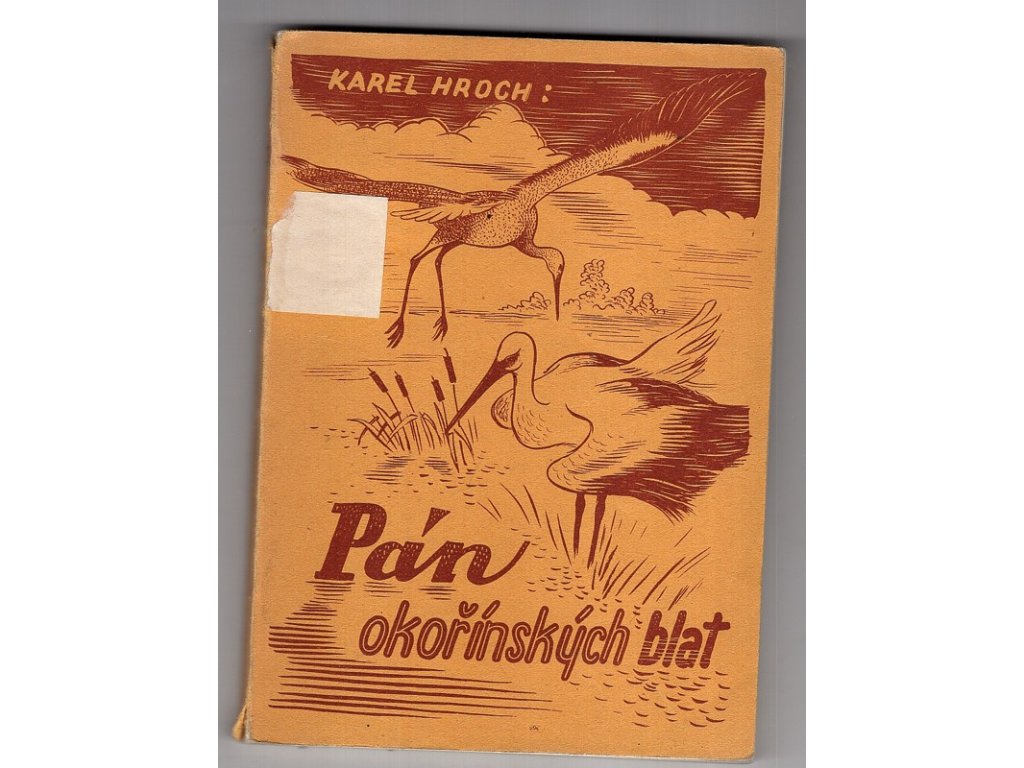 KAREL HROCH:
Pán
okořínských blat